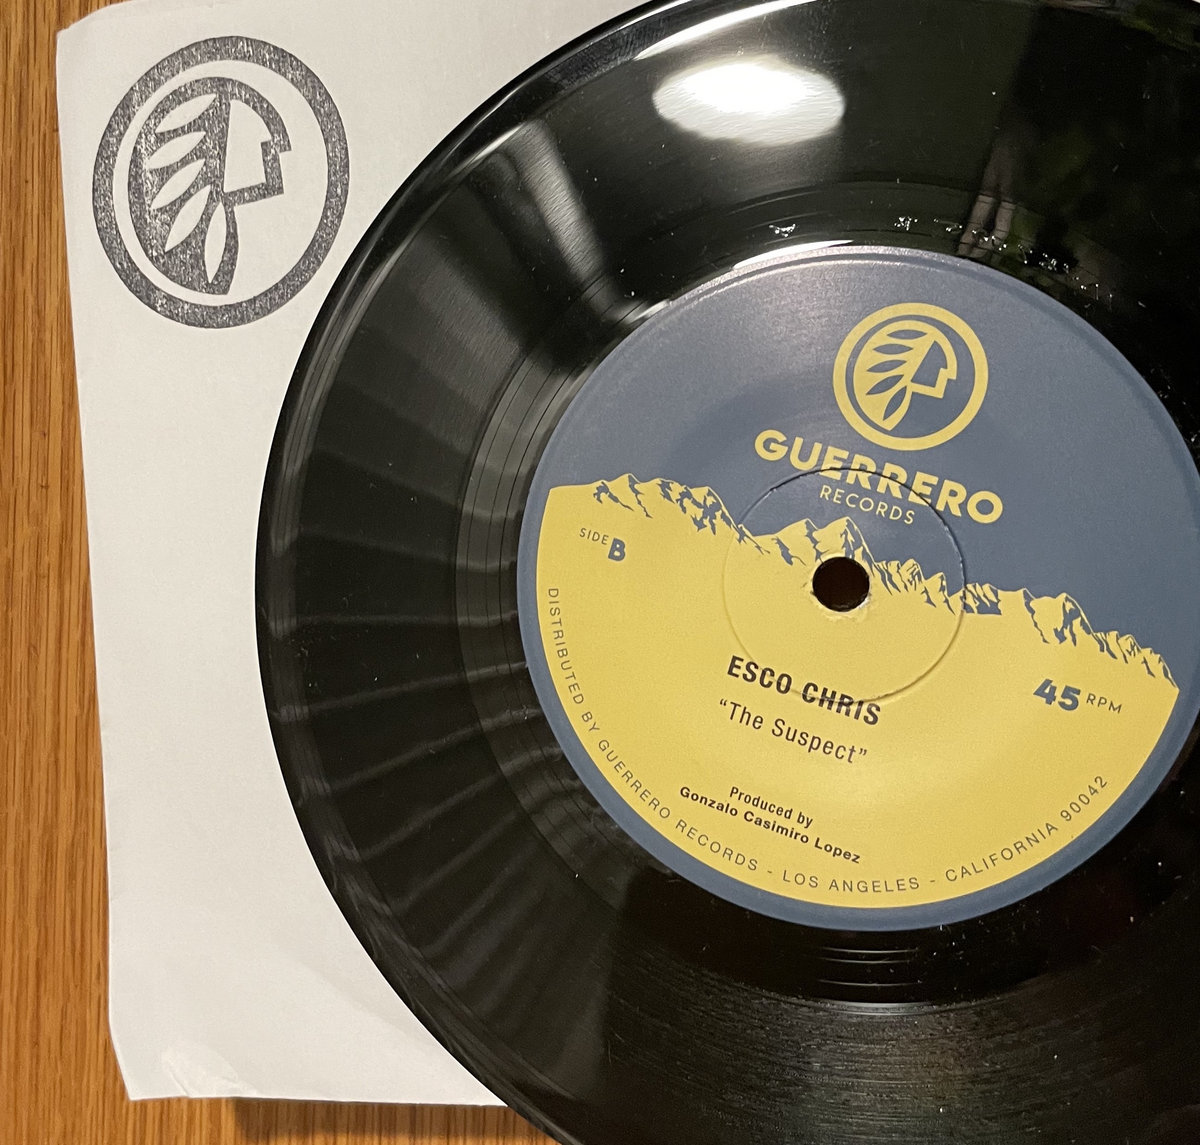 GUERRERO
RECORDS
SIDE B
45 RPM
ESCO CHRIS
“The Suspect”
Produced by
Gonzalo Casimiro Lopez
DISTRIBUTED BY GUERRERO RECORDS - LOS ANGELES - CALIFORNIA 90042